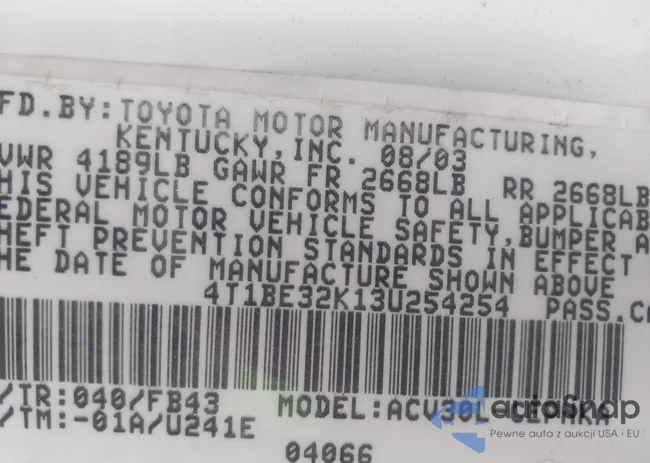 FD.BY:TOYOTA MOTOR MANUFACTURING,
KENTUCKY,INC. 08/03
VWR 4189LB GAWR FR 2668LB RR 2668LB
HIS VEHICLE CONFORMS TO ALL APPLICAB
EDERAL MOTOR VEHICLE SAFETY,BUMPER A
HEFT PREVENTION STANDARDS IN EFFECT
HE DATE OF MANUFACTURE SHOWN ABOVE
4T1BE32K13U254254 PASS.CA
/TR:040/FB43 MODEL:ACV30L-CEPNKA
/TM:-01A/U241E
04066
autoSnap
Pewne auta z aukcji USA i EU